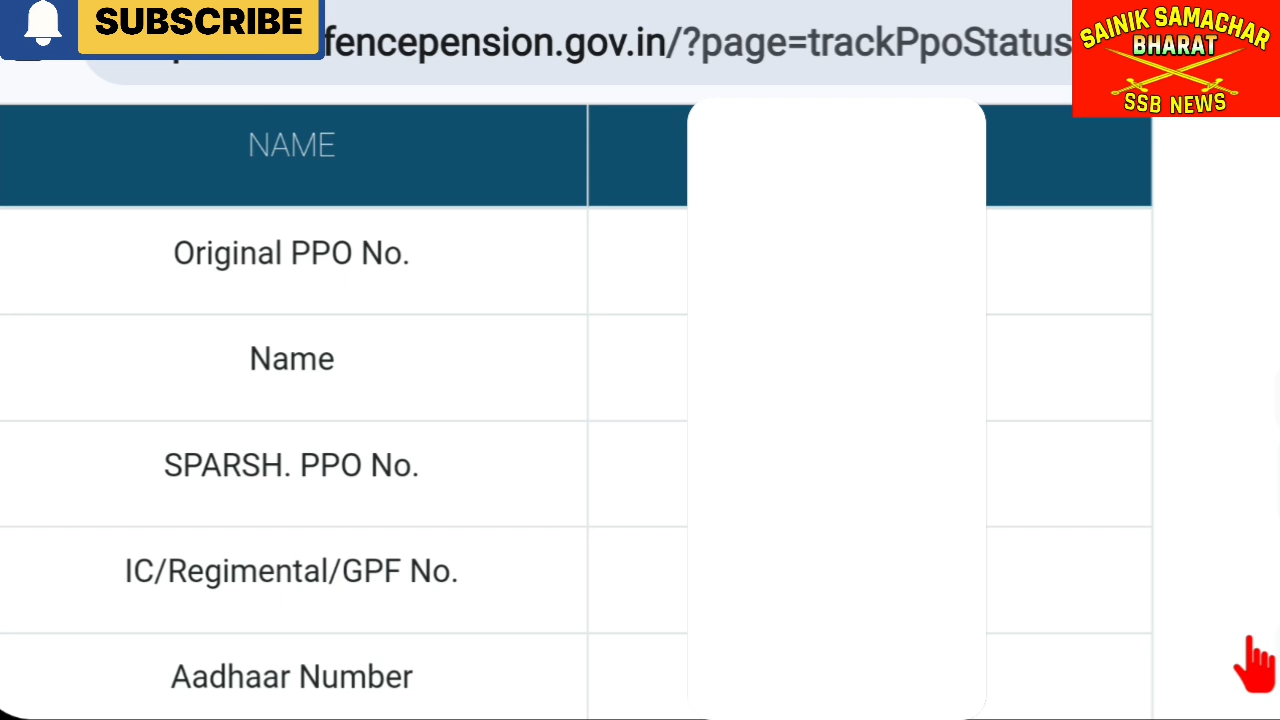 SUBSCRIBE
fencepension.gov.in/?page=trackPpoStatus
SAINIK SAMACHAR
BHARAT
SSB NEWS
NAME
Original PPO No.
Name
SPARSH. PPO No.
IC/Regimental/GPF No.
Aadhaar Number